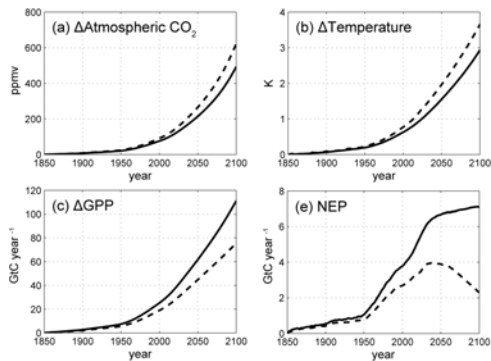 (a) ΔAtmospheric CO₂
ppmv
800
600
400
200
0
1850 1900 1950 2000 2050 2100
year
(b) ΔTemperature
K
4
3
2
1
0
1850 1900 1950 2000 2050 2100
year
(c) ΔGPP
GtC year ⁻¹
120
100
80
60
40
20
0
1850 1900 1950 2000 2050 2100
year
(e) NEP
GtC year ⁻¹
8
6
4
2
0
1850 1900 1950 2000 2050 2100
year